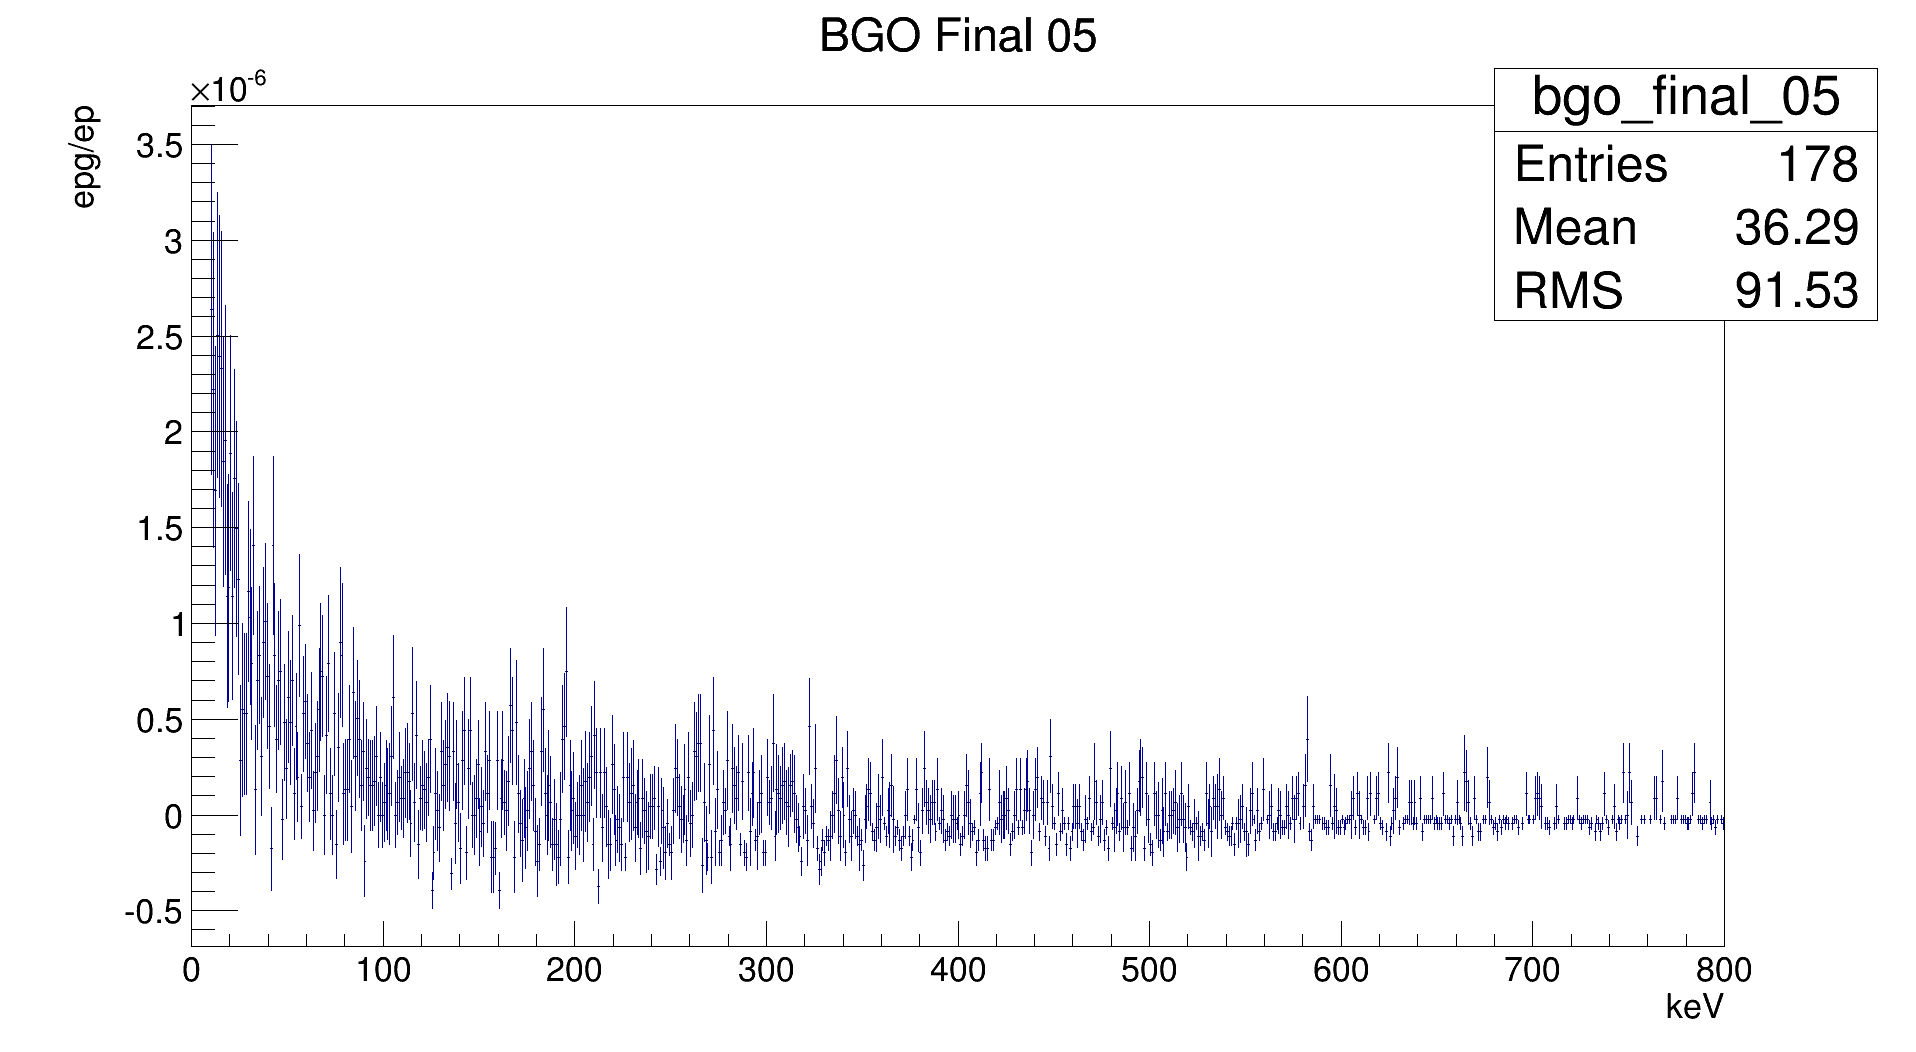 BGO Final 05
×10-6
epg/ep
bgo_final_05
Entries 178
Mean 36.29
RMS 91.53
3.5
3
2.5
2
1.5
1
0.5
0
-0.5
0 100 200 300 400 500 600 700 800
keV